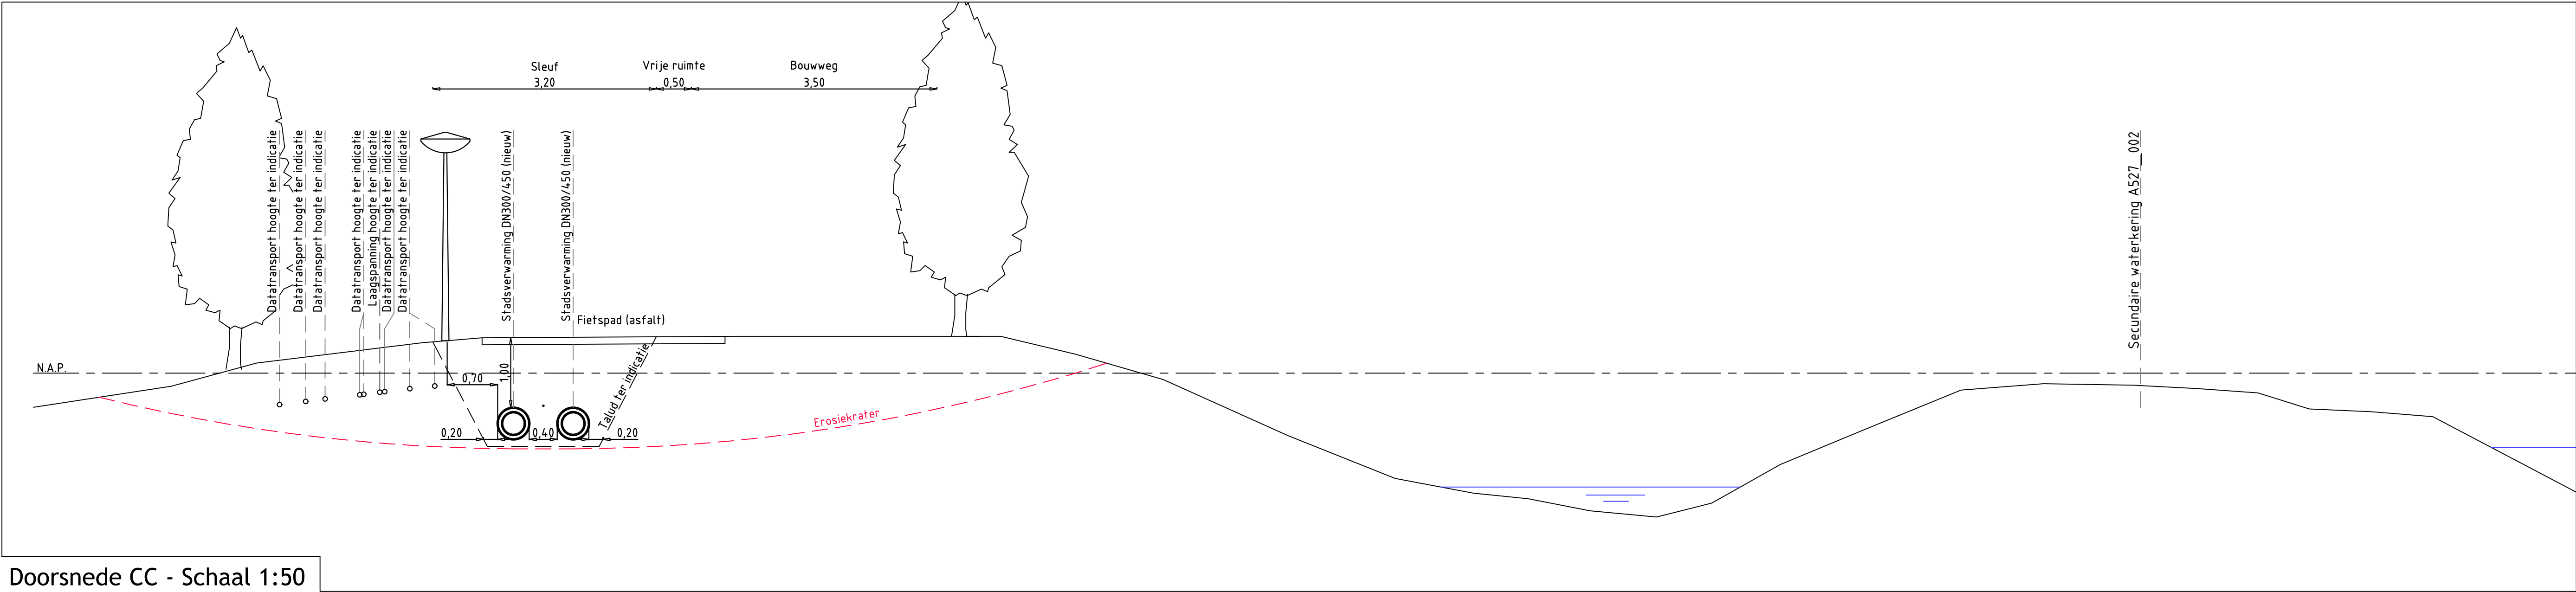 Sleuf
3,20
Vrije ruimte
0,50
Bouwweg
3,50
Datatransport hoogte ter indicatie
Datatransport hoogte ter indicatie
Datatransport hoogte ter indicatie
Datatransport hoogte ter indicatie
Laagspanning hoogte ter indicatie
Datatransport hoogte ter indicatie
Datatransport hoogte ter indicatie
Stadsverwarming DN300/450 (nieuw)
Stadsverwarming DN300/450 (nieuw)
Secundaire waterkering A527_002
Fietspad (asfalt)
N.A.P.
0,70
1,00
Talud ter indicatie
Erosiekrater
0,20
0,40
0,20
Doorsnede CC - Schaal 1:50